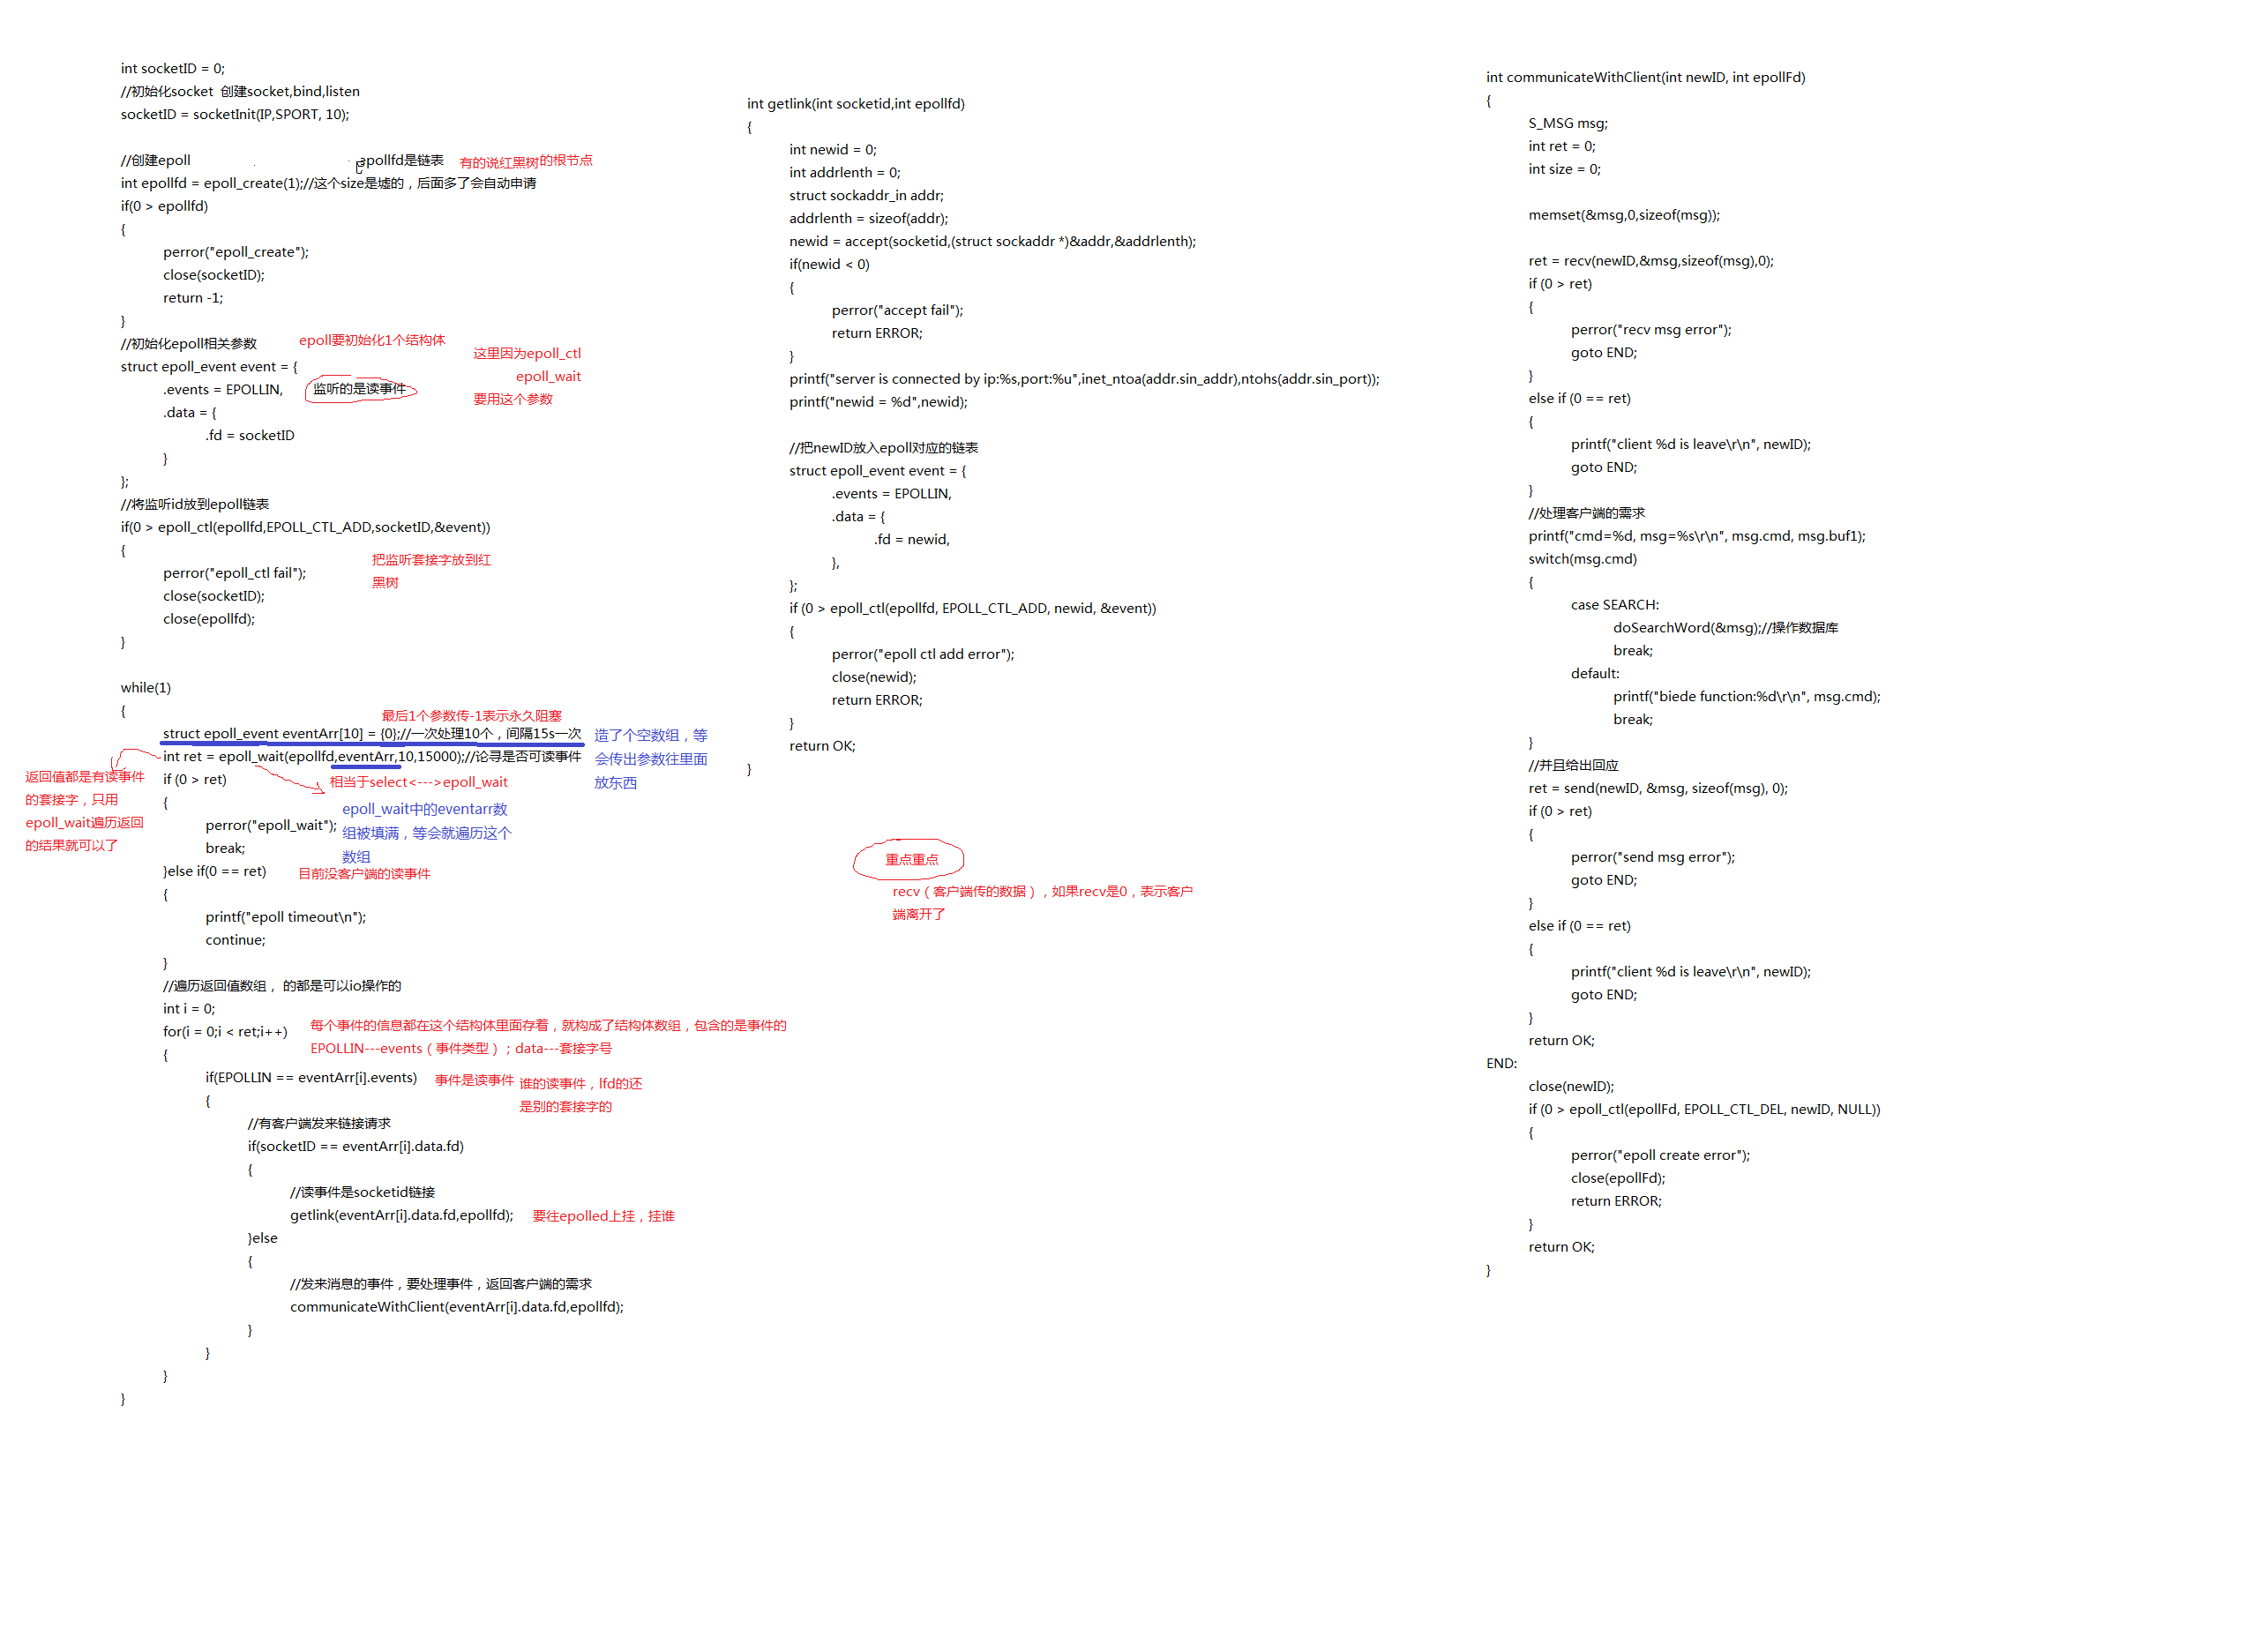 int socketID = 0;
//初始化socket 创建socket,bind,listen
socketID = socketInit(IP,SPORT, 10);
//创建epoll epollfd是链表 有的说红黑树的根节点
int epollfd = epoll_create(1);//这个size是墟的，后面多了会自动申请
if(0 > epollfd)
{
perror("epoll_create");
close(socketID);
return -1;
}
//初始化epoll相关参数 epoll要初始化1个结构体
struct epoll_event event = {
.events = EPOLLIN, 监听的是读事件
这里因为epoll_ctl
epoll_wait
要用这个参数
.data = {
.fd = socketID
}
};
//将监听id放到epoll链表
if(0 > epoll_ctl(epollfd,EPOLL_CTL_ADD,socketID,&event))
{
把监听套接字放到红
黑树
perror("epoll_ctl fail");
close(socketID);
close(epollfd);
}
while(1)
{
最后1个参数传-1表示永久阻塞
struct epoll_event eventArr[10] = {0};//一次处理10个，间隔15s一次
造了个空数组，等
会传出参数往里面
放东西
int ret = epoll_wait(epollfd,eventArr,10,15000);//论寻是否可读事件
返回值都是有读事件
的套接字，只用
epoll_wait遍历返回
的结果就可以了
相当于select<--->epoll_wait
epoll_wait中的eventarr数
组被填满，等会就遍历这个
数组
if (0 > ret)
{
perror("epoll_wait");
break;
}else if(0 == ret) 目前没客户端的读事件
{
printf("epoll timeout\n");
continue;
}
//遍历返回值数组， 的都是可以io操作的
int i = 0;
for(i = 0;i < ret;i++)
每个事件的信息都在这个结构体里面存着，就构成了结构体数组，包含的是事件的
EPOLLIN---events（事件类型）；data---套接字号
{
if(EPOLLIN == eventArr[i].events) 事件是读事件
谁的读事件，lfd的还
是别的套接字的
{
//有客户端发来链接请求
if(socketID == eventArr[i].data.fd)
{
//读事件是socketid链接
getlink(eventArr[i].data.fd,epollfd); 要往epolled上挂，挂谁
}else
{
//发来消息的事件，要处理事件，返回客户端的需求
communicateWithClient(eventArr[i].data.fd,epollfd);
}
}
}
}
int getlink(int socketid,int epollfd)
{
int newid = 0;
int addrlenth = 0;
struct sockaddr_in addr;
addrlenth = sizeof(addr);
newid = accept(socketid,(struct sockaddr *)&addr,&addrlenth);
if(newid < 0)
{
perror("accept fail");
return ERROR;
}
printf("server is connected by ip:%s,port:%u",inet_ntoa(addr.sin_addr),ntohs(addr.sin_port));
printf("newid = %d",newid);
//把newID放入epoll对应的链表
struct epoll_event event = {
.events = EPOLLIN,
.data = {
.fd = newid,
},
};
if (0 > epoll_ctl(epollfd, EPOLL_CTL_ADD, newid, &event))
{
perror("epoll ctl add error");
close(newid);
return ERROR;
}
return OK;
}
重点重点
recv（客户端传的数据），如果recv是0，表示客户
端离开了
int communicateWithClient(int newID, int epollFd)
{
S_MSG msg;
int ret = 0;
int size = 0;
memset(&msg,0,sizeof(msg));
ret = recv(newID,&msg,sizeof(msg),0);
if (0 > ret)
{
perror("recv msg error");
goto END;
}
else if (0 == ret)
{
printf("client %d is leave\r\n", newID);
goto END;
}
//处理客户端的需求
printf("cmd=%d, msg=%s\r\n", msg.cmd, msg.buf1);
switch(msg.cmd)
{
case SEARCH:
doSearchWord(&msg);//操作数据库
break;
default:
printf("biede function:%d\r\n", msg.cmd);
break;
}
//并且给出回应
ret = send(newID, &msg, sizeof(msg), 0);
if (0 > ret)
{
perror("send msg error");
goto END;
}
else if (0 == ret)
{
printf("client %d is leave\r\n", newID);
goto END;
}
return OK;
END:
close(newID);
if (0 > epoll_ctl(epollFd, EPOLL_CTL_DEL, newID, NULL))
{
perror("epoll create error");
close(epollFd);
return ERROR;
}
return OK;
}